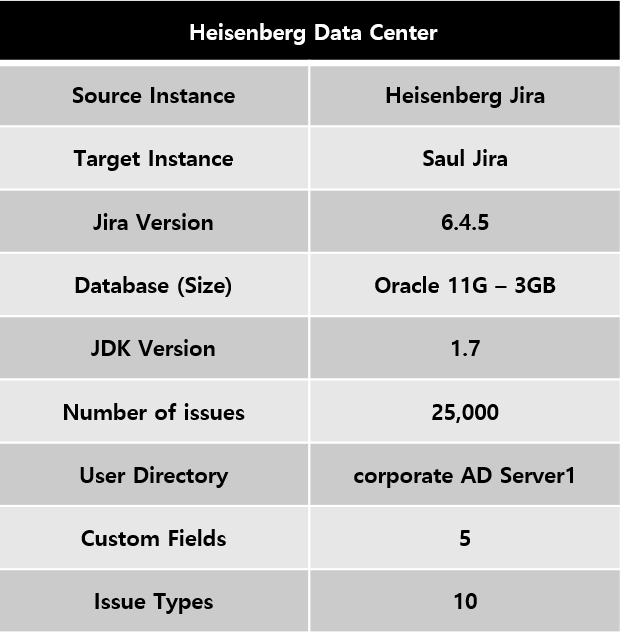 Heisenberg Data Center
Source Instance Heisenberg Jira
Target Instance Saul Jira
Jira Version 6.4.5
Database (Size) Oracle 11G – 3GB
JDK Version 1.7
Number of issues 25,000
User Directory corporate AD Server1
Custom Fields 5
Issue Types 10